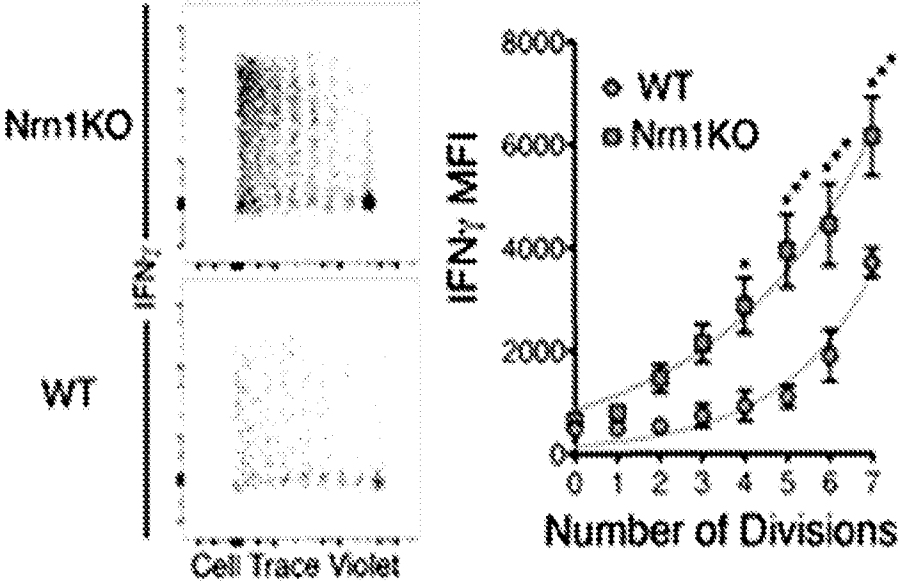 Nrn1KO
WT
IFNγ
Cell Trace Violet
8000
6000
4000
2000
0
IFNγ MFI
WT
Nrn1KO
0 1 2 3 4 5 6 7
Number of Divisions